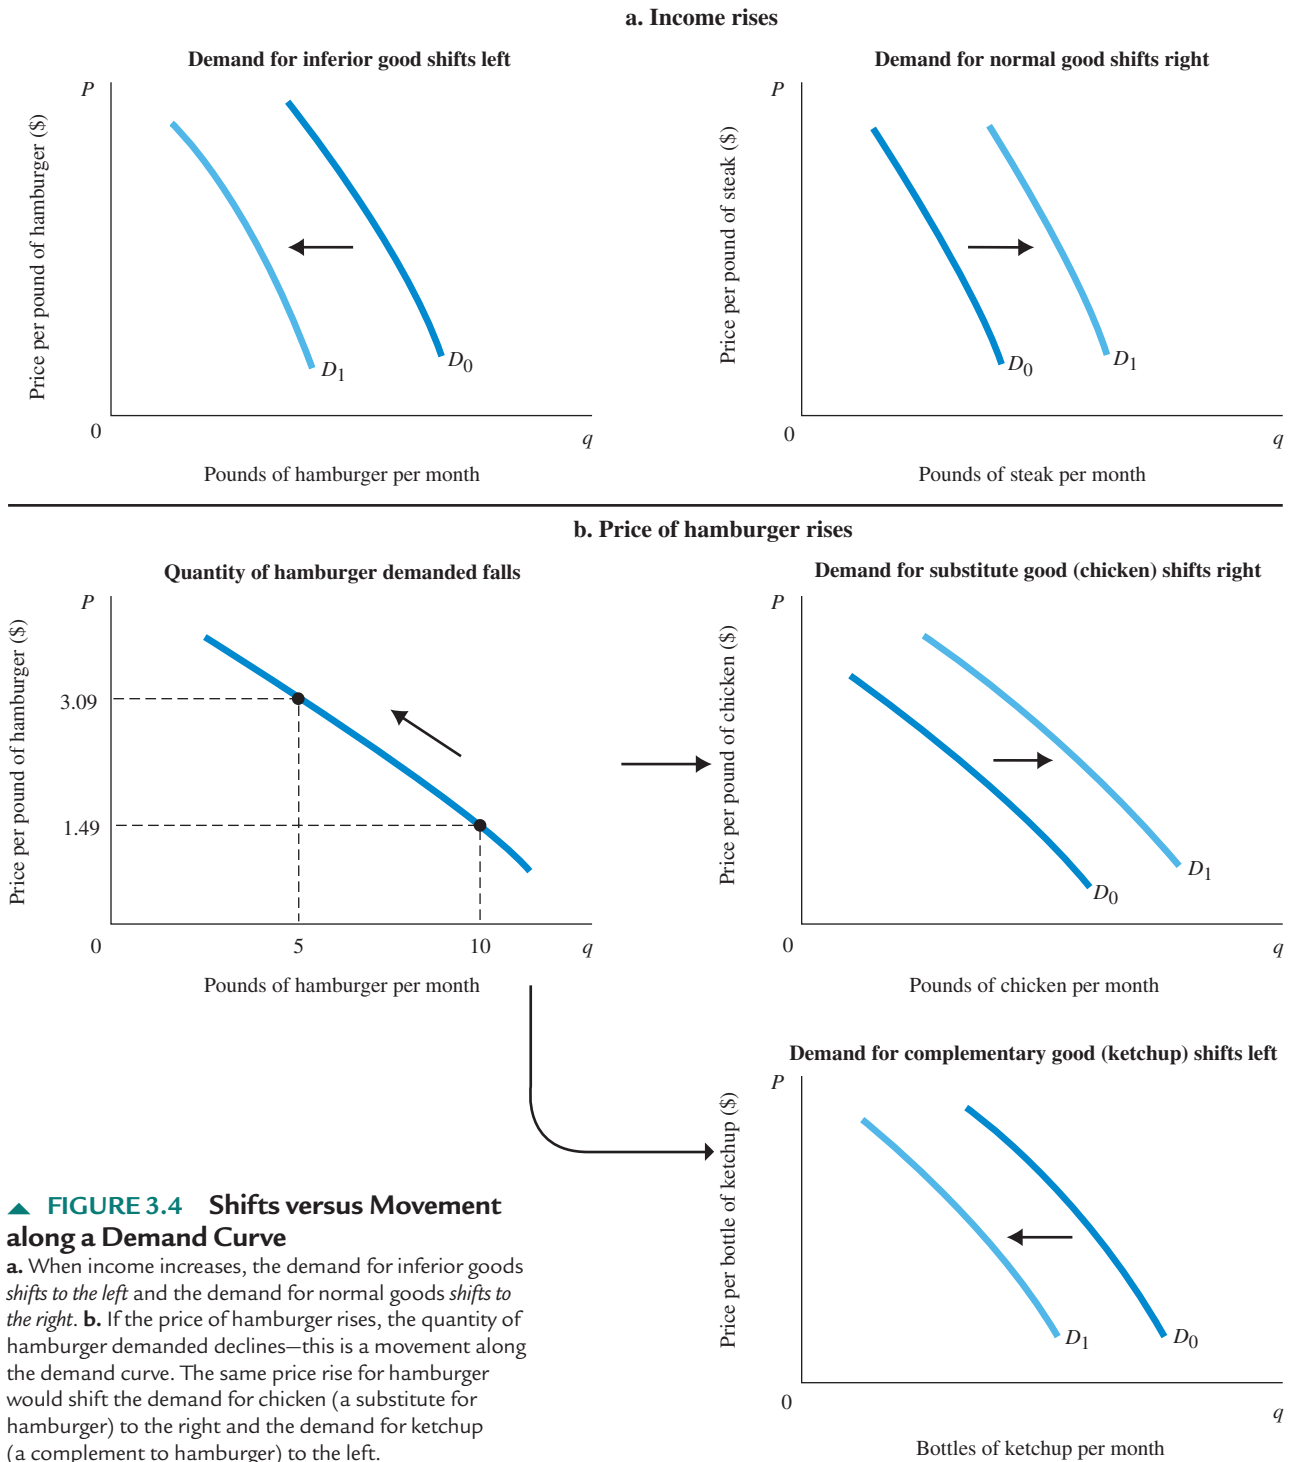 a. Income rises
Demand for inferior good shifts left
P
Price per pound of hamburger ($)
D1
D0
0
q
Pounds of hamburger per month
Demand for normal good shifts right
P
Price per pound of steak ($)
D0
D1
0
q
Pounds of steak per month
b. Price of hamburger rises
Quantity of hamburger demanded falls
P
Price per pound of hamburger ($)
3.09
1.49
0
5
10
q
Pounds of hamburger per month
Demand for substitute good (chicken) shifts right
P
Price per pound of chicken ($)
D1
D0
0
q
Pounds of chicken per month
Demand for complementary good (ketchup) shifts left
P
Price per bottle of ketchup ($)
D1
D0
0
q
Bottles of ketchup per month
▲ FIGURE 3.4 Shifts versus Movement
along a Demand Curve
a. When income increases, the demand for inferior goods
shifts to the left and the demand for normal goods shifts to
the right. b. If the price of hamburger rises, the quantity of
hamburger demanded declines—this is a movement along
the demand curve. The same price rise for hamburger
would shift the demand for chicken (a substitute for
hamburger) to the right and the demand for ketchup
(a complement to hamburger) to the left.